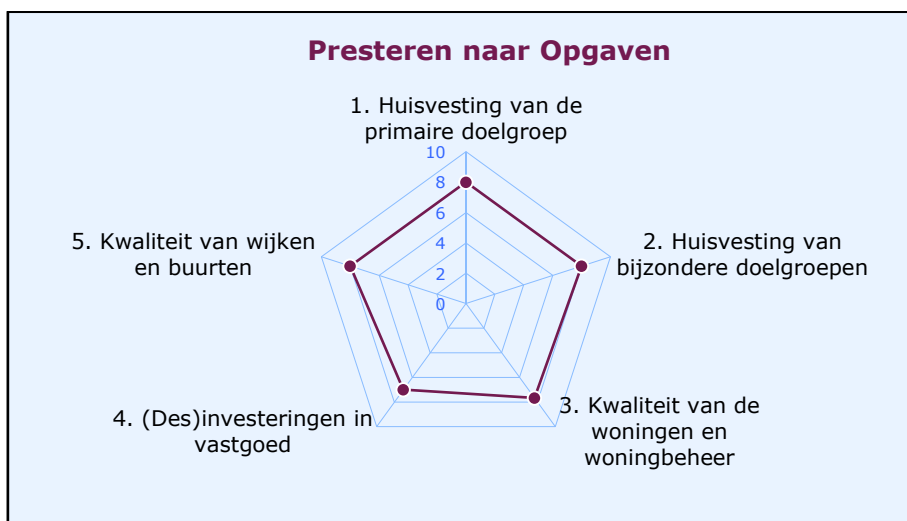 Presteren naar Opgaven
1. Huisvesting van de
primaire doelgroep
10
8
6
4
2
0
2. Huisvesting van
bijzondere doelgroepen
3. Kwaliteit van de
woningen en
woningbeheer
4. (Des)investeringen in
vastgoed
5. Kwaliteit van wijken
en buurten